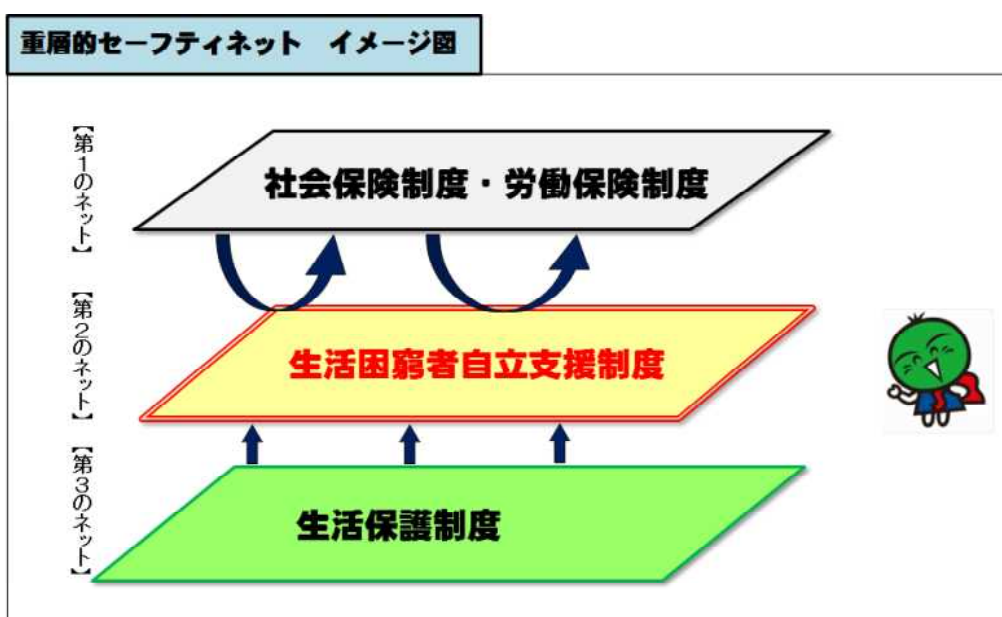 重層的セーフティネット　イメージ図
【第1のネット】
社会保険制度・労働保険制度
【第2のネット】
生活困窮者自立支援制度
【第3のネット】
生活保護制度